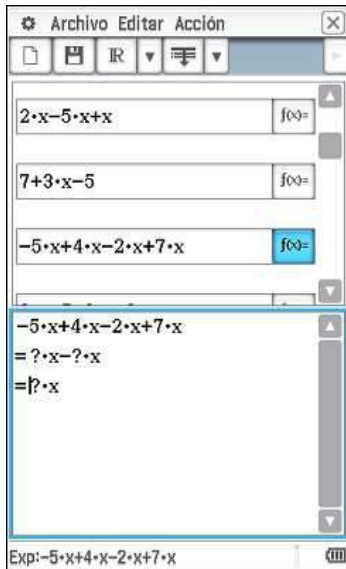 Archivo Editar Acción
ℝ
2·x−5·x+x
f(x)=
7+3·x−5
f(x)=
−5·x+4·x−2·x+7·x
f(x)=
−5·x+4·x−2·x+7·x
=?·x−?·x
=?·x
Exp:−5·x+4·x−2·x+7·x